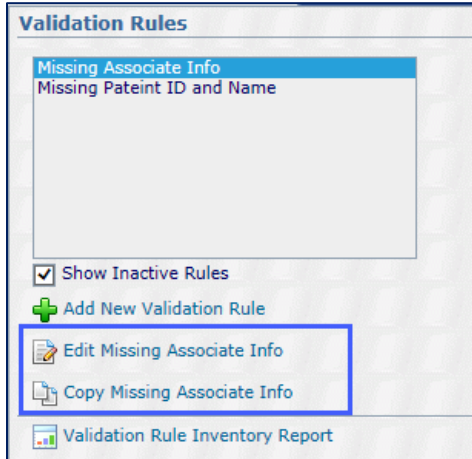 Validation Rules
Missing Associate Info
Missing Pateint ID and Name
Show Inactive Rules
Add New Validation Rule
Edit Missing Associate Info
Copy Missing Associate Info
Validation Rule Inventory Report